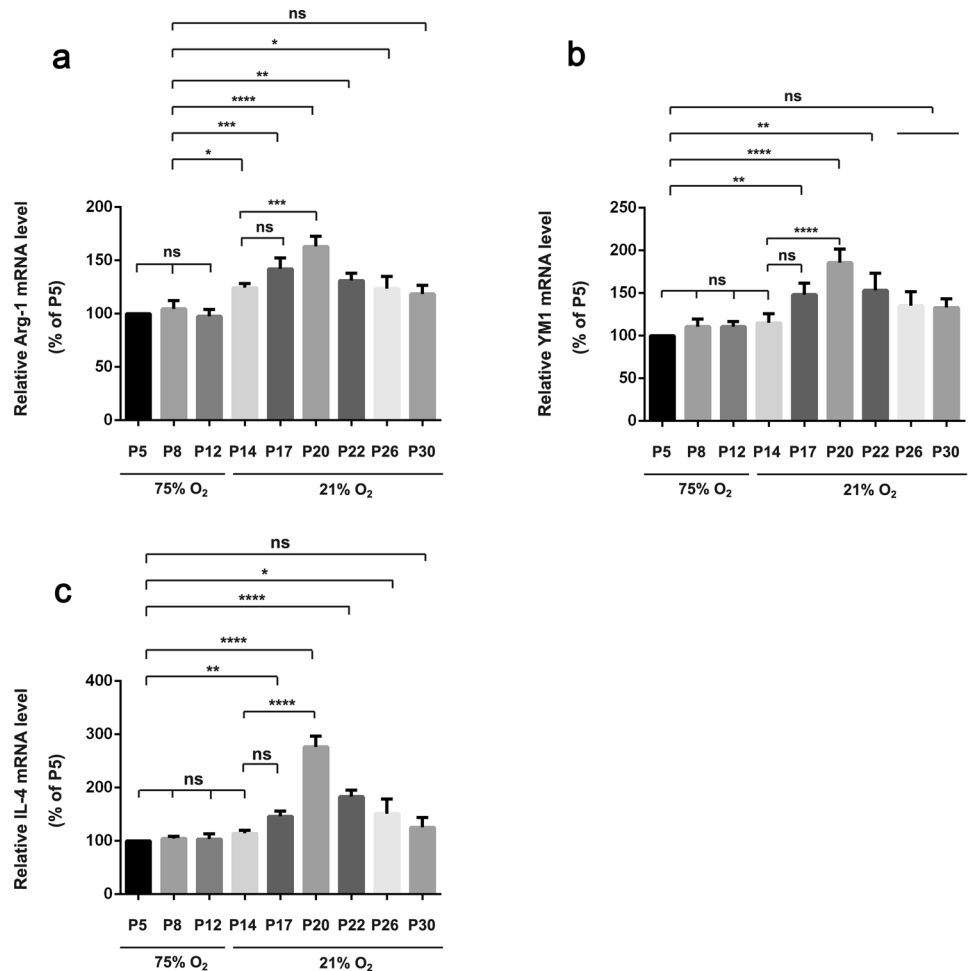 a
ns
*
**
****
***
*
***
ns
ns
Relative Arg-1 mRNA level
(% of P5)
200
150
100
50
0
P5 P8 P12 P14 P17 P20 P22 P26 P30
75% O₂ 21% O₂
b
ns
**
****
**
****
ns
ns
Relative YM1 mRNA level
(% of P5)
250
200
150
100
50
0
P5 P8 P12 P14 P17 P20 P22 P26 P30
75% O₂ 21% O₂
c
ns
*
****
****
**
****
ns
ns
Relative IL-4 mRNA level
(% of P5)
400
300
200
100
0
P5 P8 P12 P14 P17 P20 P22 P26 P30
75% O₂ 21% O₂